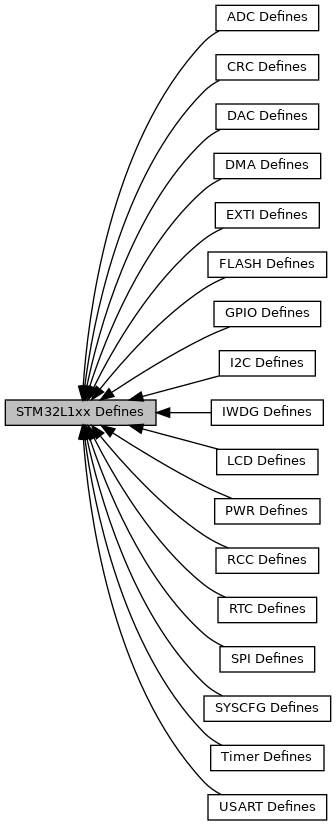 ADC Defines
CRC Defines
DAC Defines
DMA Defines
EXTI Defines
FLASH Defines
GPIO Defines
I2C Defines
STM32L1xx Defines
IWDG Defines
LCD Defines
PWR Defines
RCC Defines
RTC Defines
SPI Defines
SYSCFG Defines
Timer Defines
USART Defines